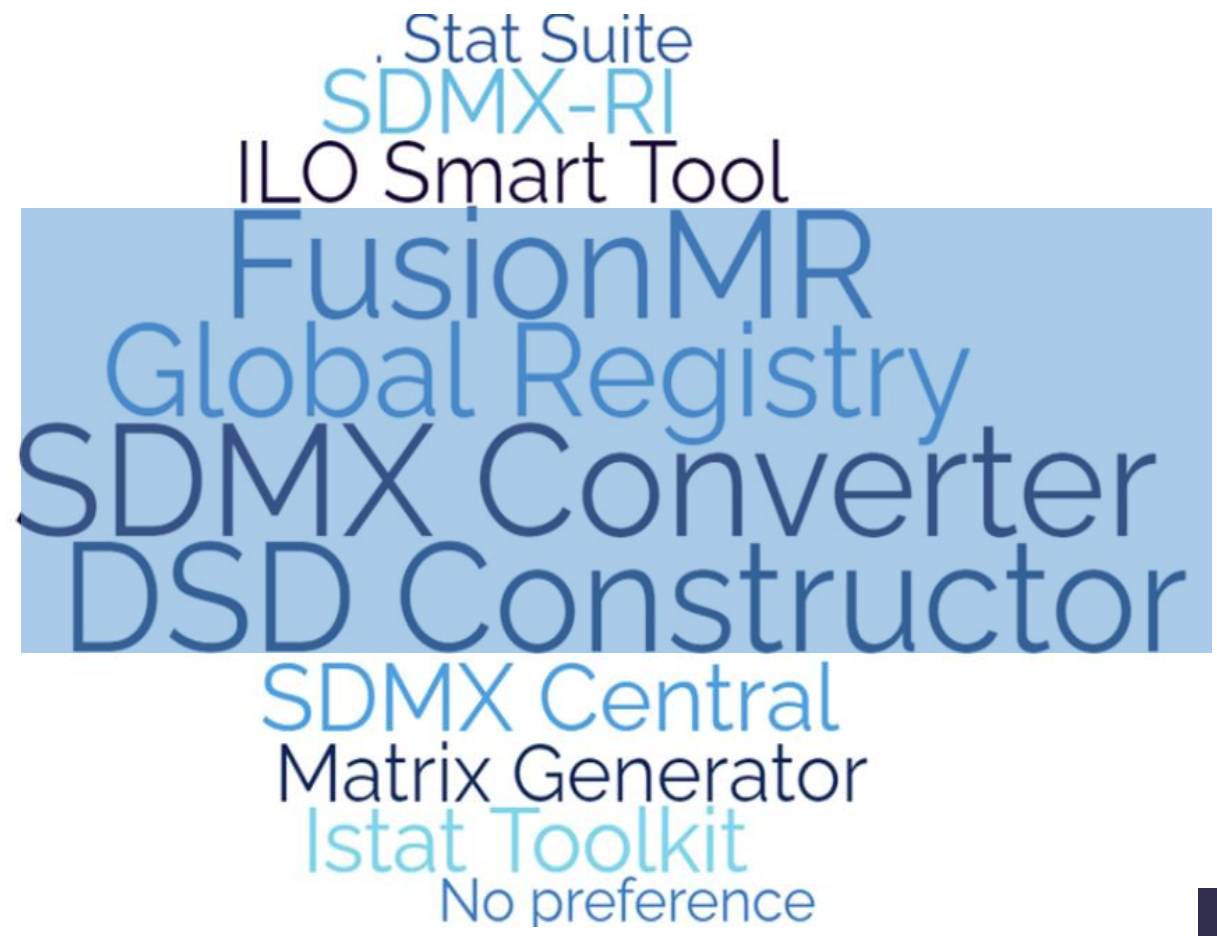 . Stat Suite
SDMX-RI
ILO Smart Tool
FusionMR
Global Registry
SDMX Converter
DSD Constructor
SDMX Central
Matrix Generator
Istat Toolkit
No preference